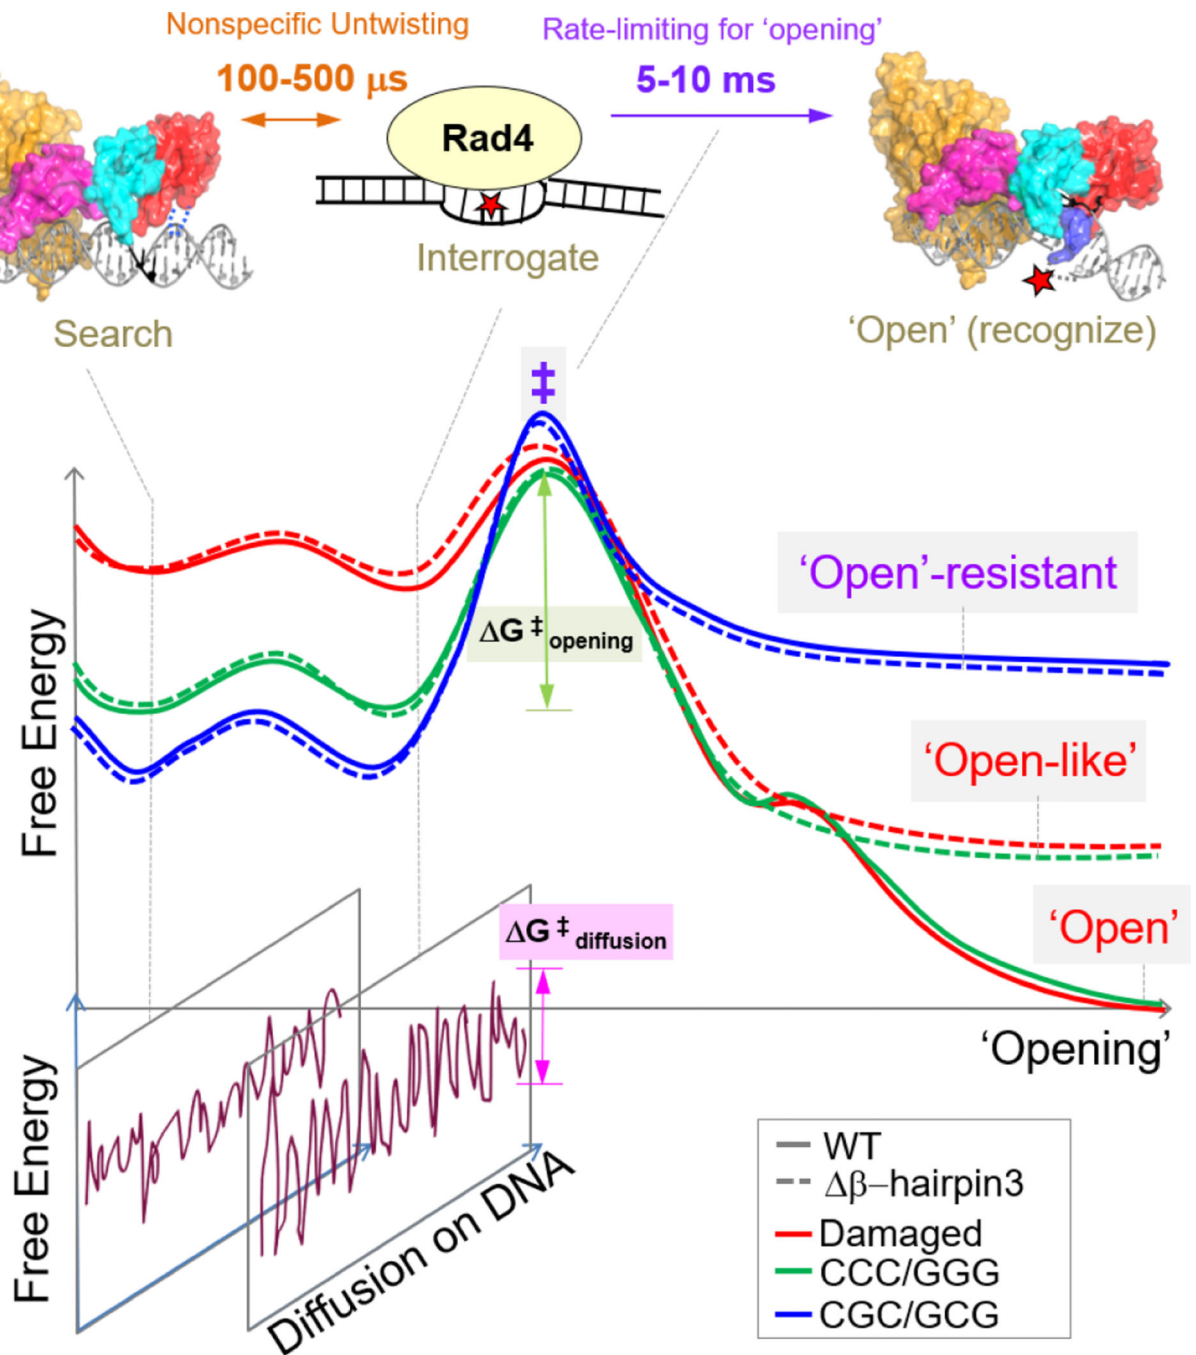 Nonspecific Untwisting
Rate-limiting for ‘opening’
100-500 μs
5-10 ms
Rad4
Interrogate
Search
‘Open’ (recognize)
‡
‘Open’-resistant
ΔG ‡ opening
Free Energy
‘Open-like’
‘Open’
ΔG ‡ diffusion
‘Opening’
Free Energy
Diffusion on DNA
WT
Δβ–hairpin3
Damaged
CCC/GGG
CGC/GCG